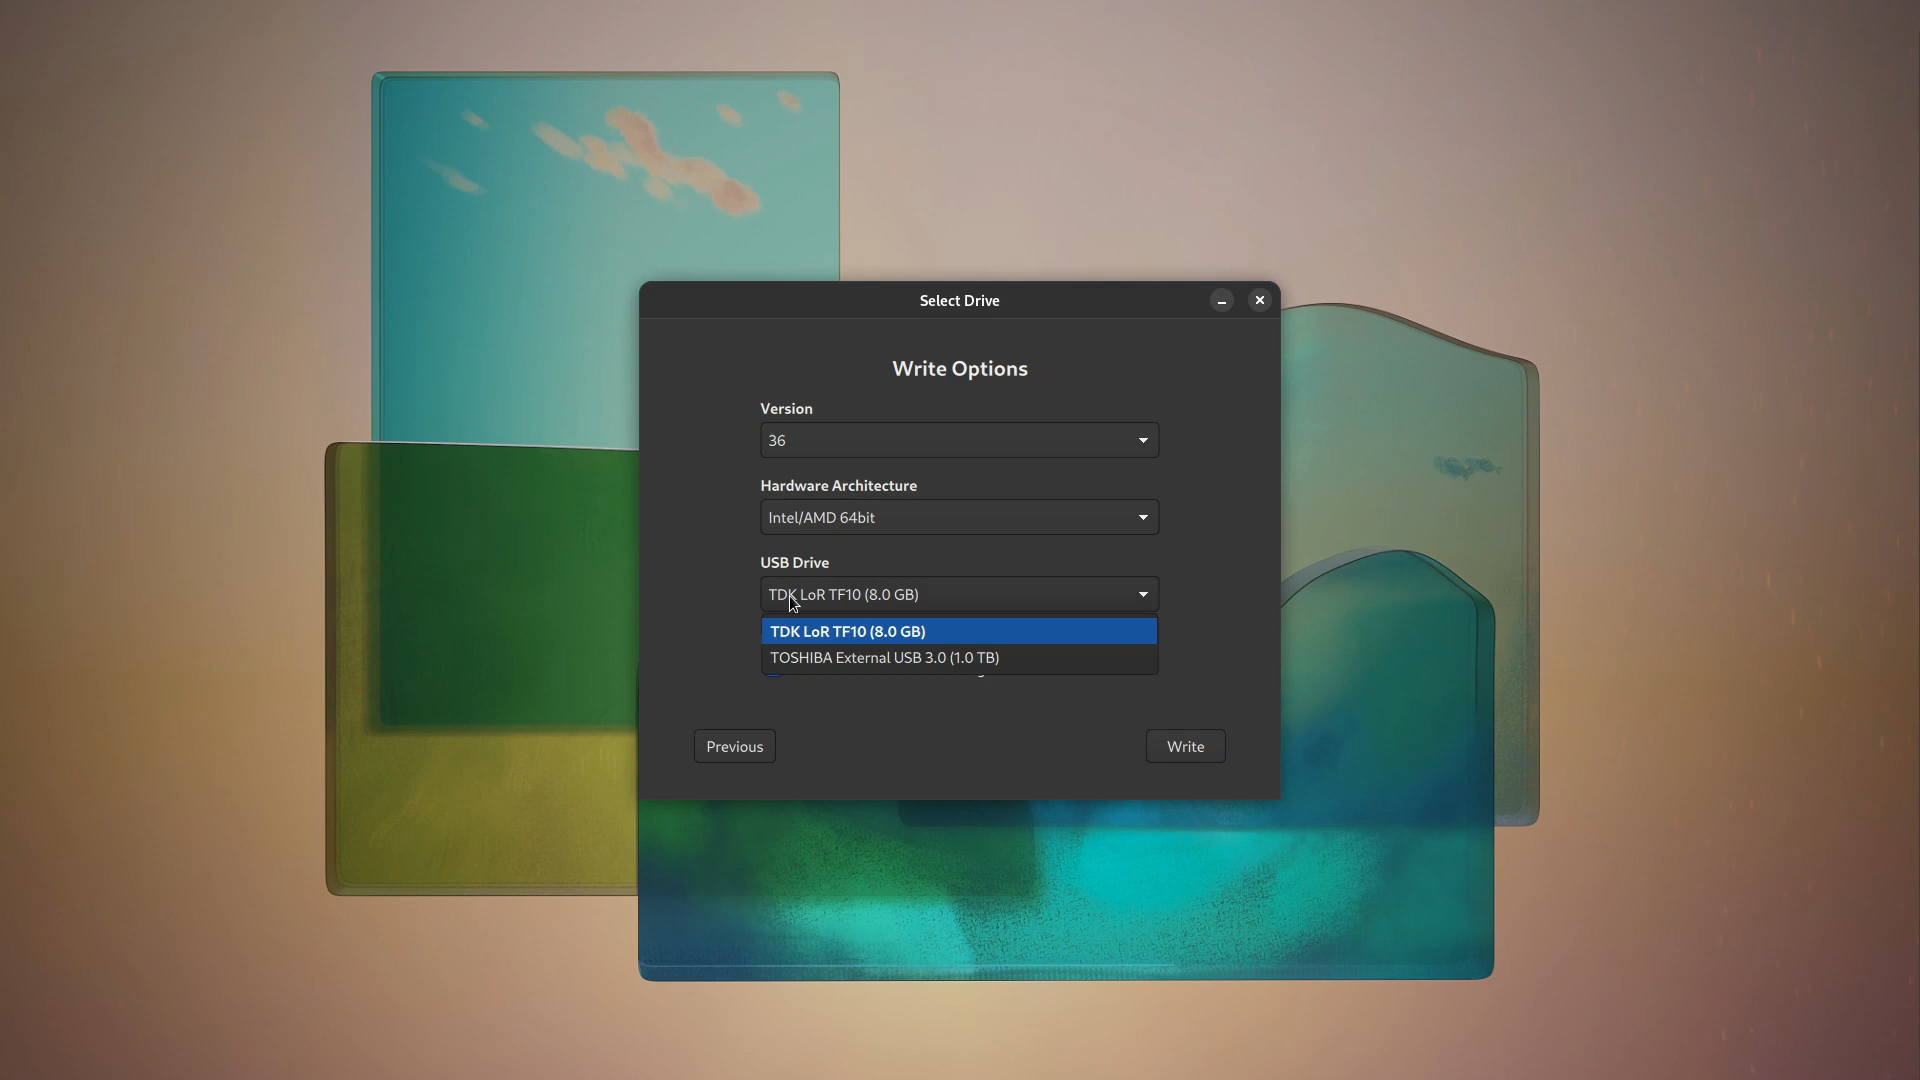 Select Drive
Write Options
Version
36
Hardware Architecture
Intel/AMD 64bit
USB Drive
TDK LoR TF10 (8.0 GB)
TDK LoR TF10 (8.0 GB)
TOSHIBA External USB 3.0 (1.0 TB)
Previous
Write